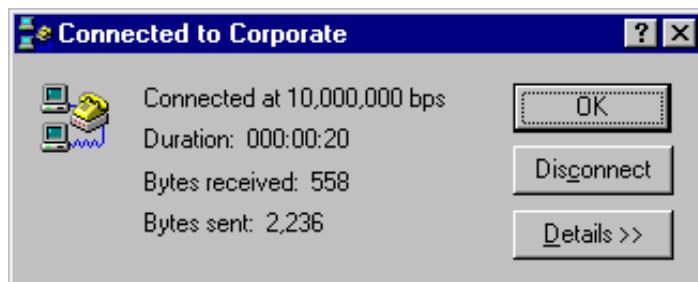 Connected to Corporate
Connected at 10,000,000 bps
Duration: 000:00:20
Bytes received: 558
Bytes sent: 2,236
OK
Disconnect
Details >>